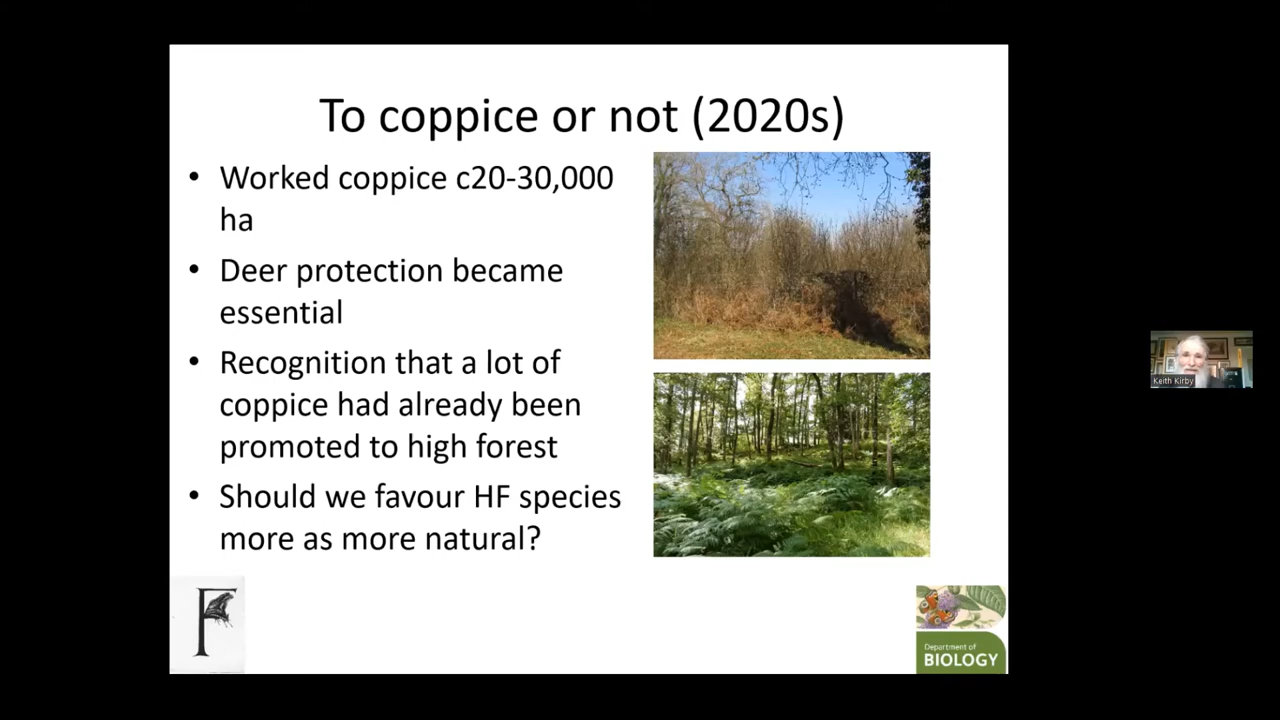 To coppice or not (2020s)
• Worked coppice c20-30,000
ha
• Deer protection became
essential
• Recognition that a lot of
coppice had already been
promoted to high forest
• Should we favour HF species
more as more natural?
F
Department of
BIOLOGY
Keith Kirby